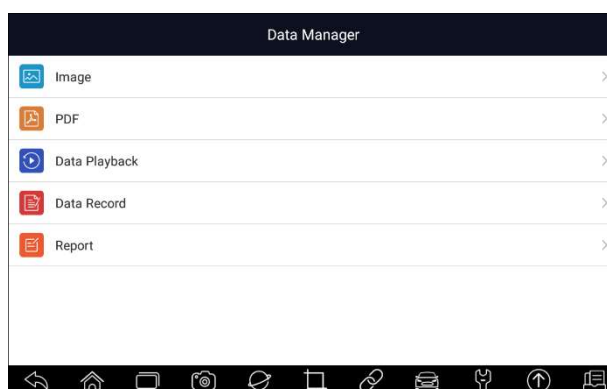 Data Manager
Image
PDF
Data Playback
Data Record
Report